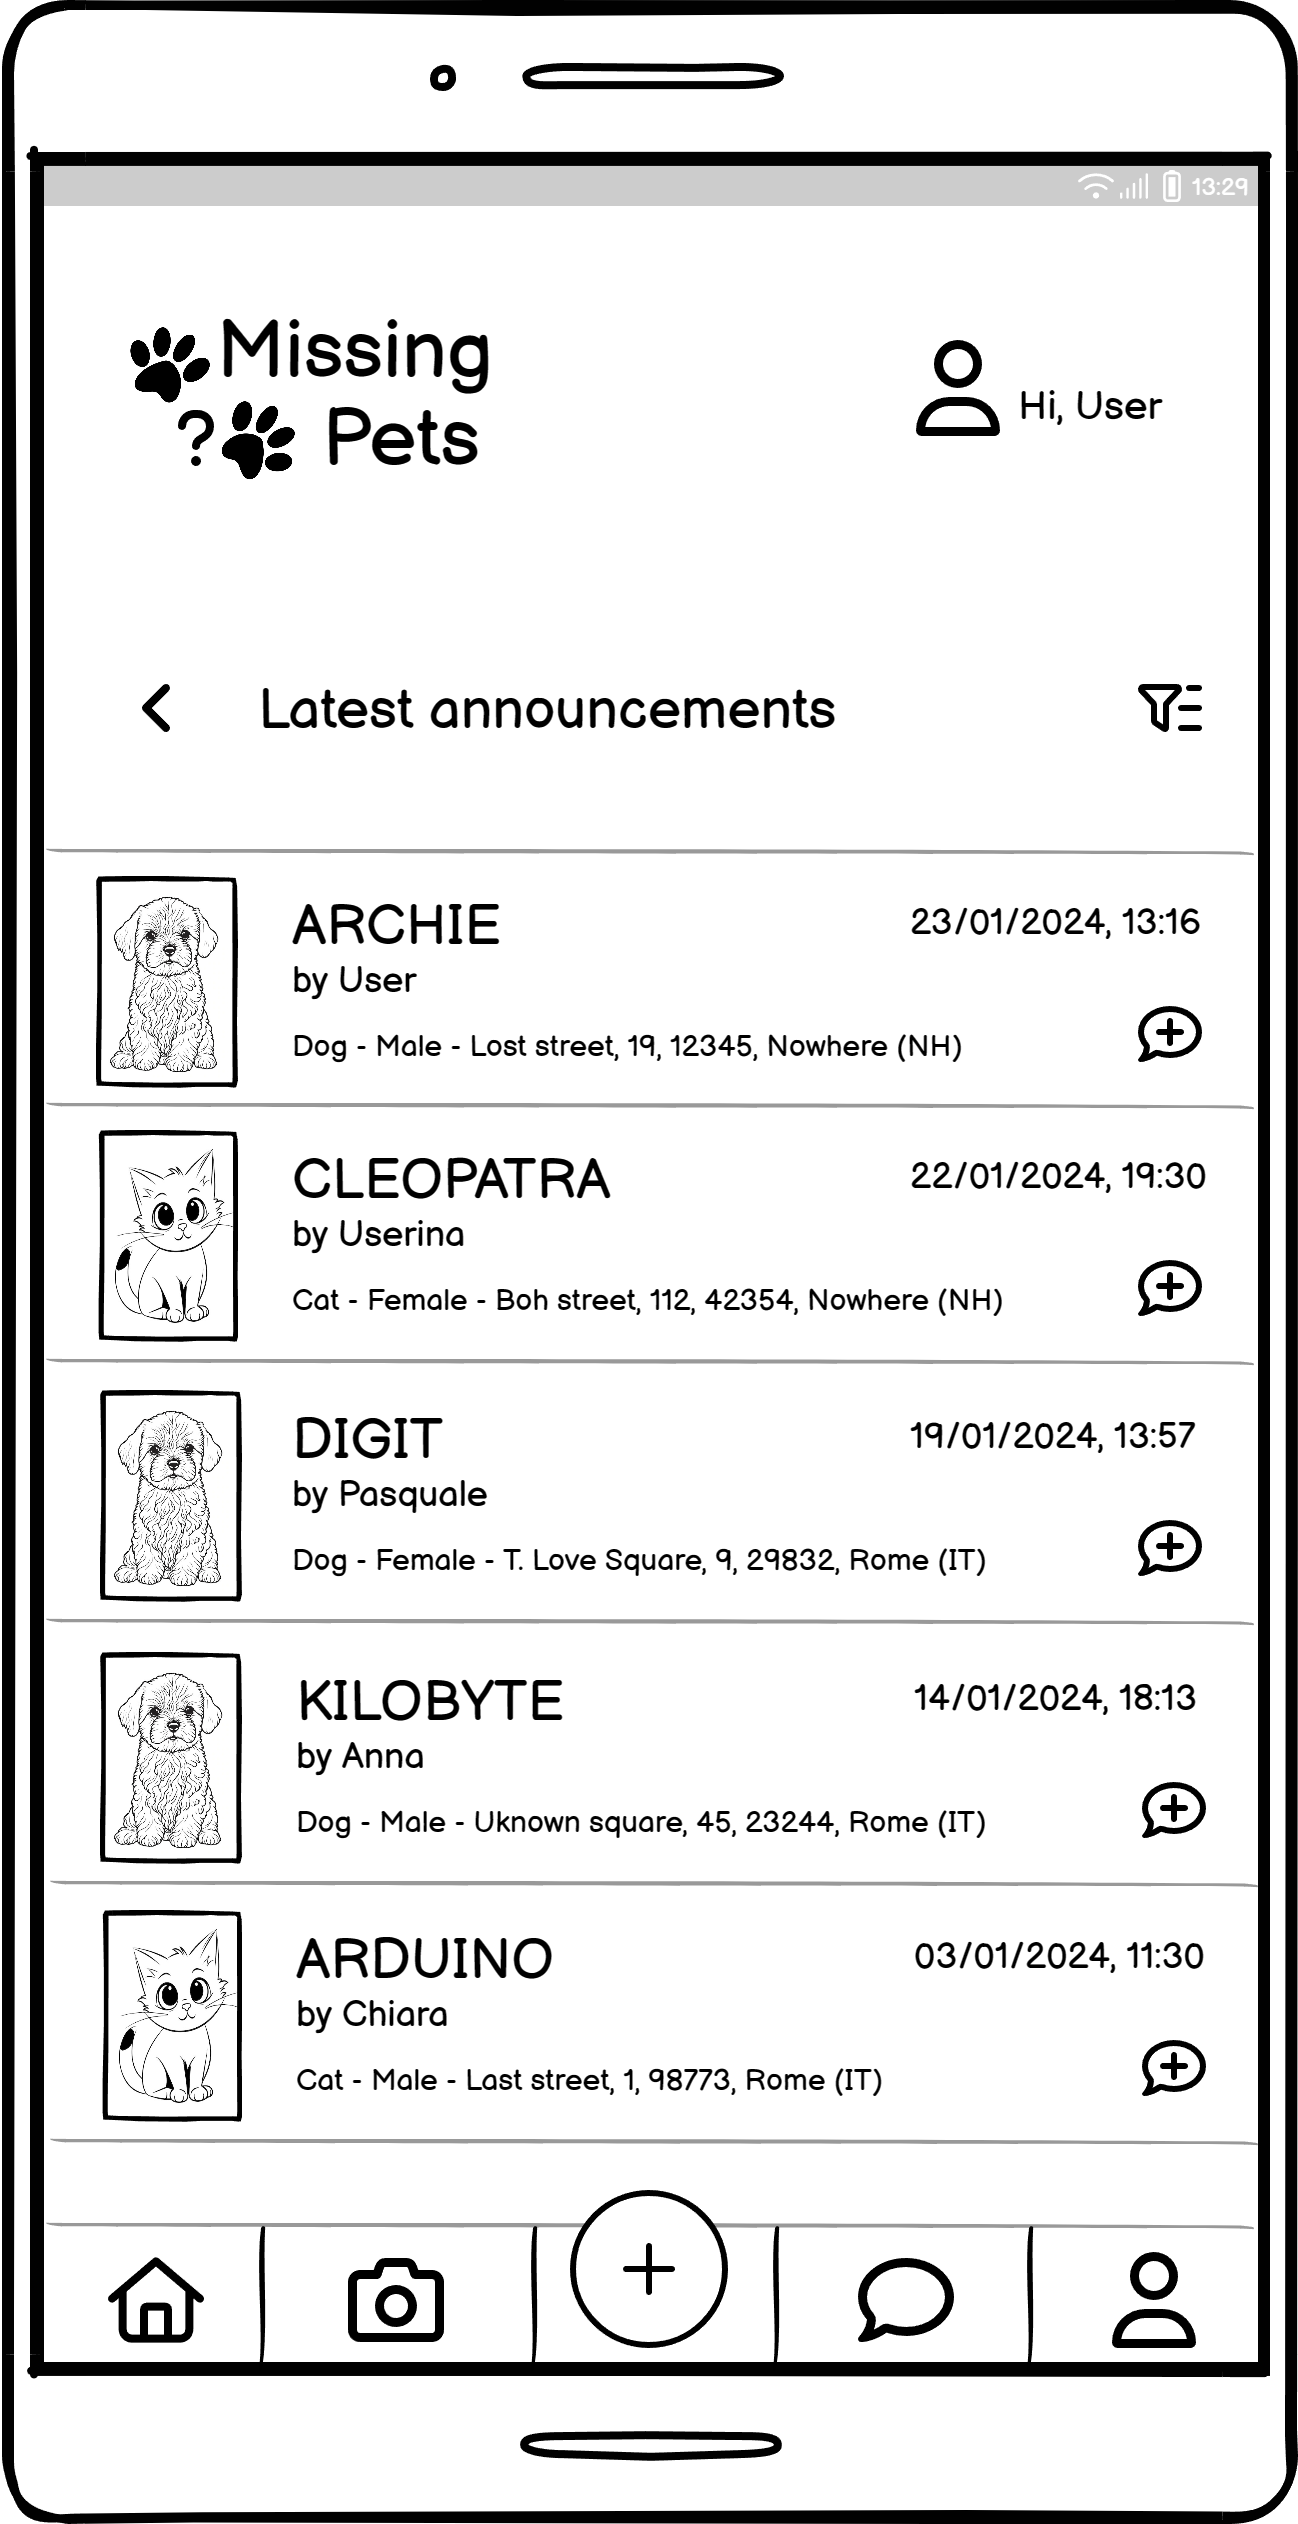 13:29
Missing
? Pets
Hi, User
Latest announcements
ARCHIE
23/01/2024, 13:16
by User
Dog - Male - Lost street, 19, 12345, Nowhere (NH)
CLEOPATRA
22/01/2024, 19:30
by Userina
Cat - Female - Boh street, 112, 42354, Nowhere (NH)
DIGIT
19/01/2024, 13:57
by Pasquale
Dog - Female - T. Love Square, 9, 29832, Rome (IT)
KILOBYTE
14/01/2024, 18:13
by Anna
Dog - Male - Uknown square, 45, 23244, Rome (IT)
ARDUINO
03/01/2024, 11:30
by Chiara
Cat - Male - Last street, 1, 98773, Rome (IT)